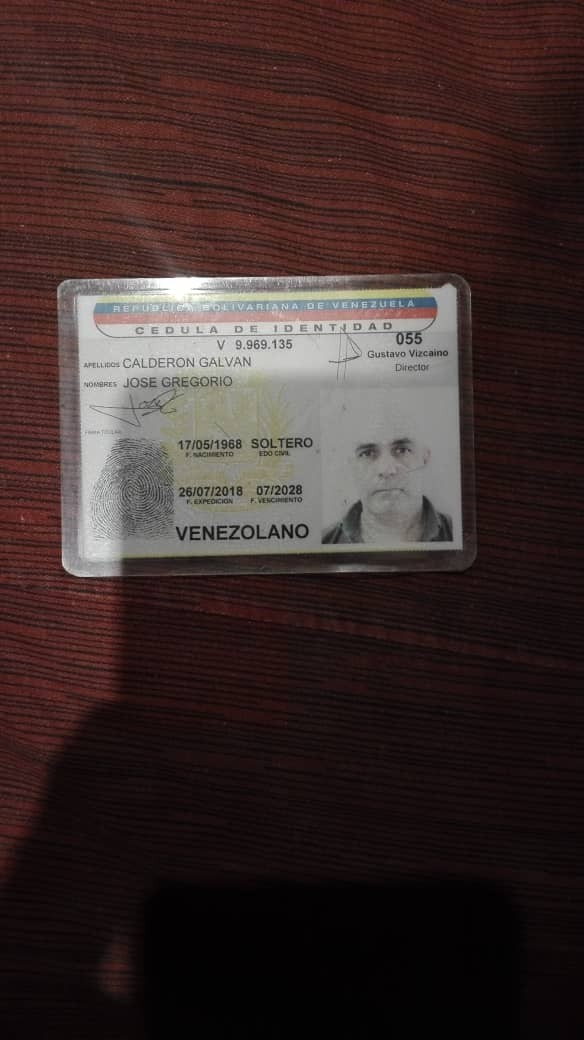 REPUBLICA BOLIVARIANA DE VENEZUELA
CEDULA DE IDENTIDAD
V 9.969.135
055
Gustavo Vizcaino
Director
APELLIDOS CALDERON GALVAN
NOMBRES JOSE GREGORIO
Jose
FIRMA TITULAR
17/05/1968 SOLTERO
F. NACIMIENTO EDO CIVIL
26/07/2018 07/2028
F. EXPEDICION F. VENCIMIENTO
VENEZOLANO